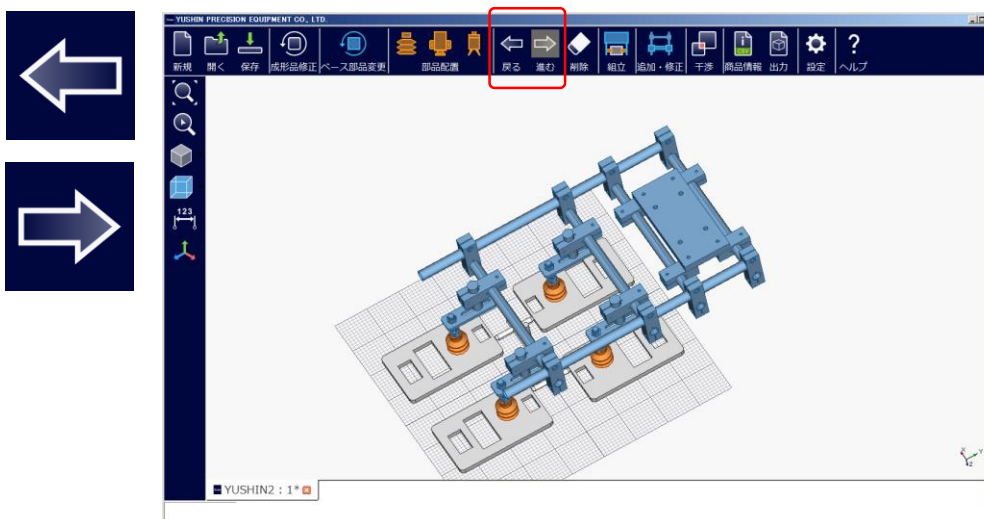 YUSHIN PRECISION EQUIPMENT CO., LTD.
新規 開く 保存 成形品修正 ベース部品変更 部品配置 戻る 進む 削除 組立 追加・修正 干渉 商品情報 出力 設定 ヘルプ
CSV
?
123
X Y Z
YUSHIN2 : 1*